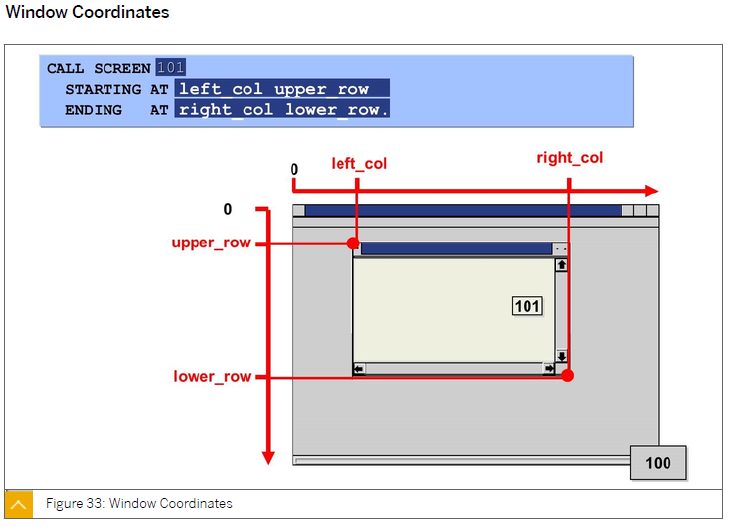 Window Coordinates
CALL SCREEN 101
STARTING AT left_col upper_row
ENDING AT right_col lower_row.
0 left_col right_col
0
upper_row
101
lower_row
100
Figure 33: Window Coordinates